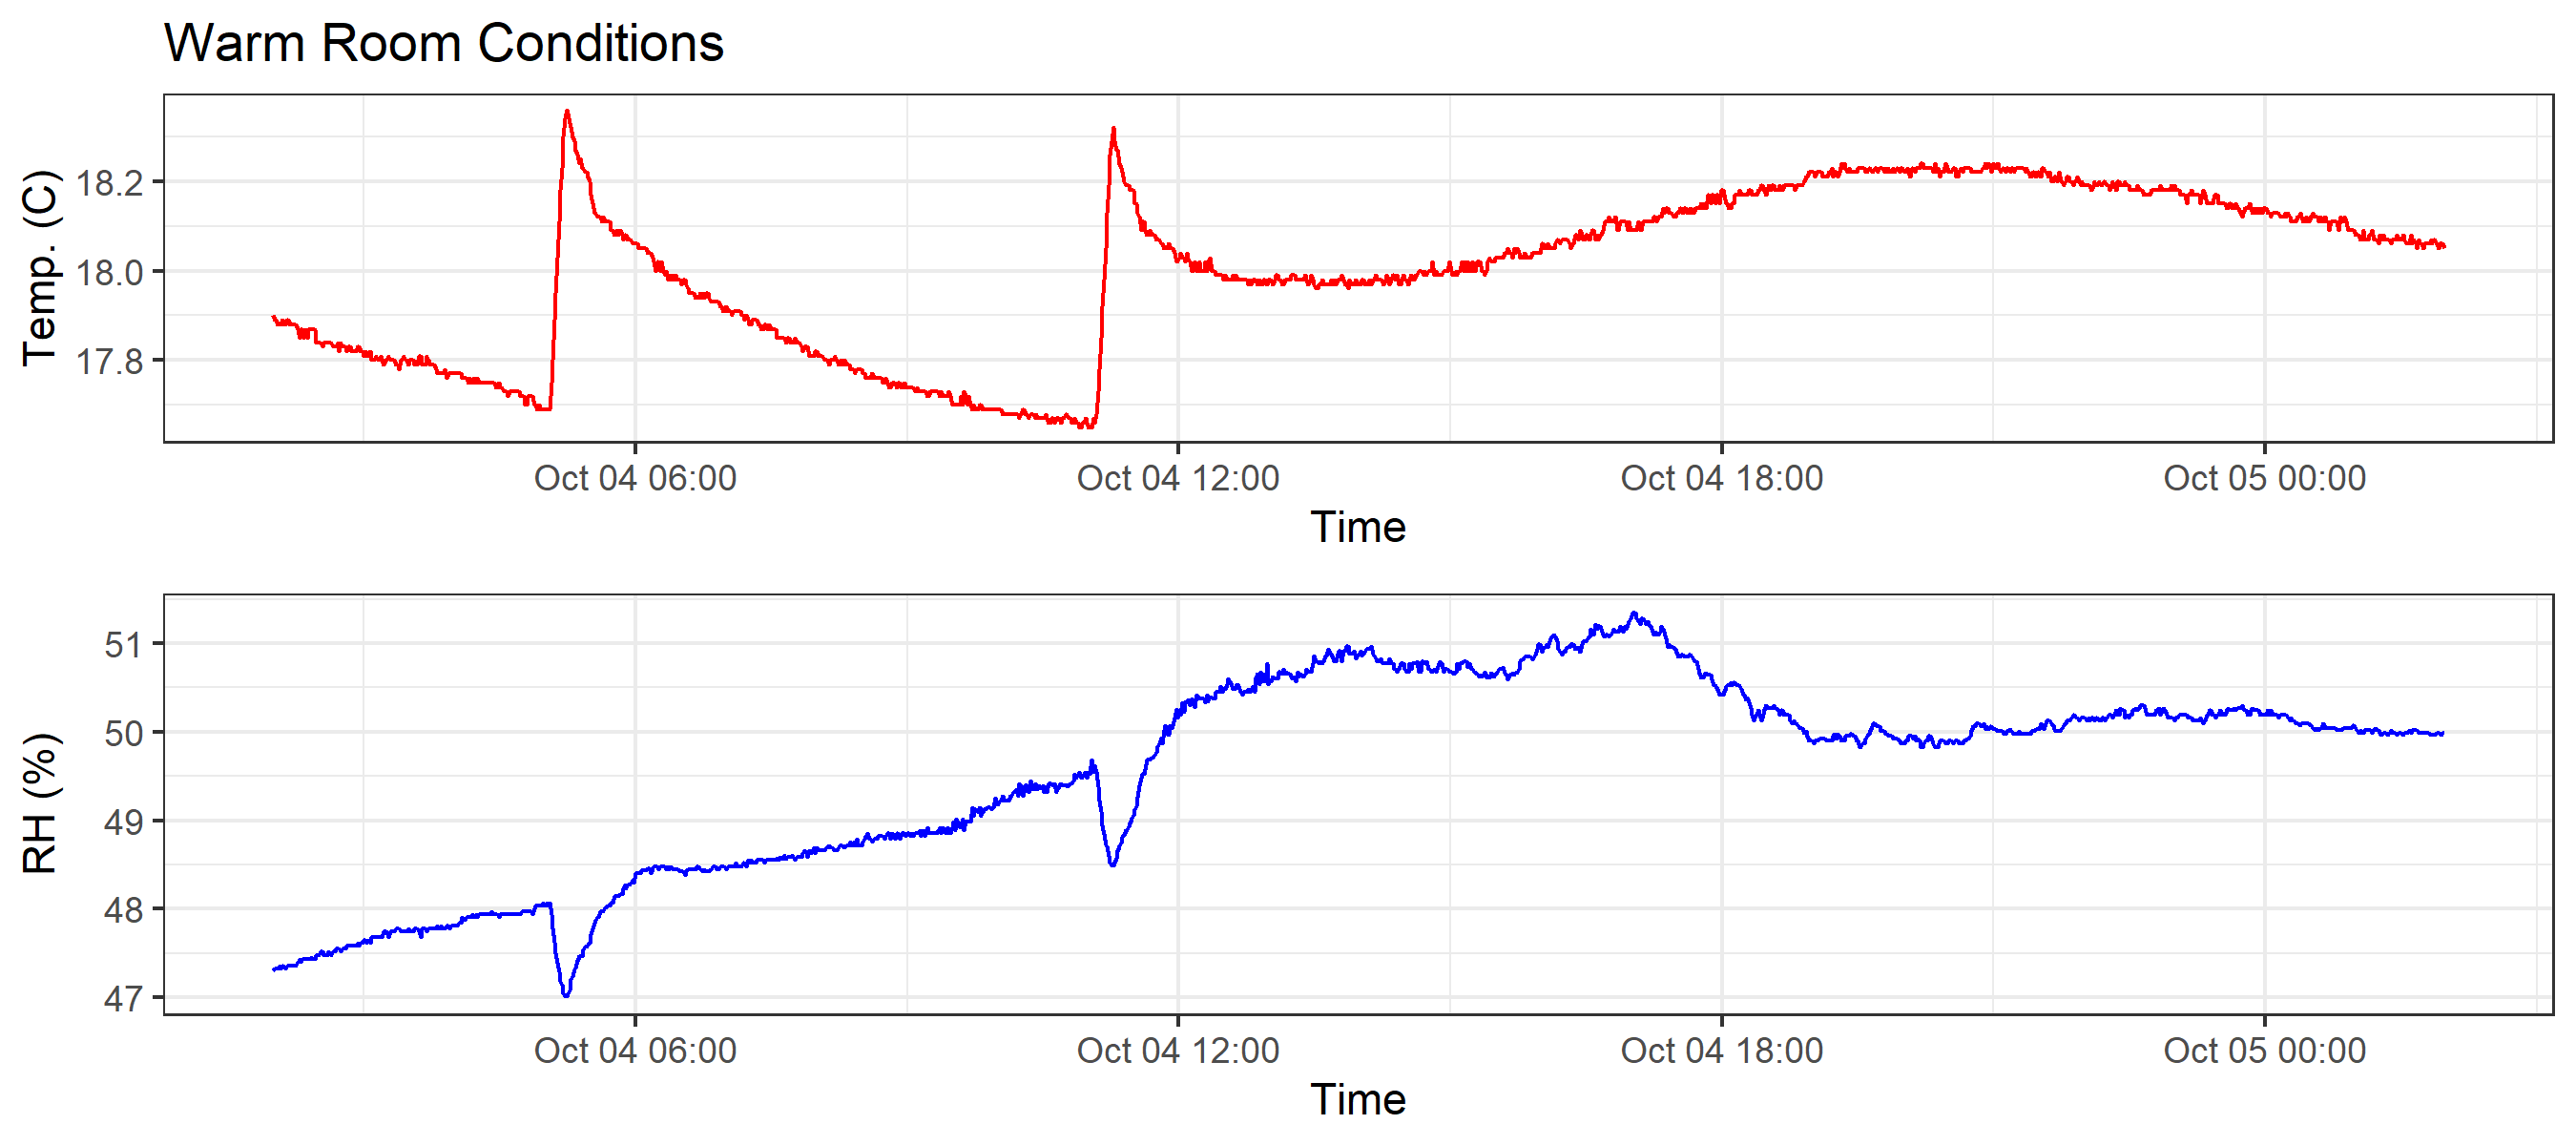 Warm Room Conditions
Temp. (C)
18.2
18.0
17.8
Oct 04 06:00 Oct 04 12:00 Oct 04 18:00 Oct 05 00:00
Time
RH (%)
51
50
49
48
47
Oct 04 06:00 Oct 04 12:00 Oct 04 18:00 Oct 05 00:00
Time